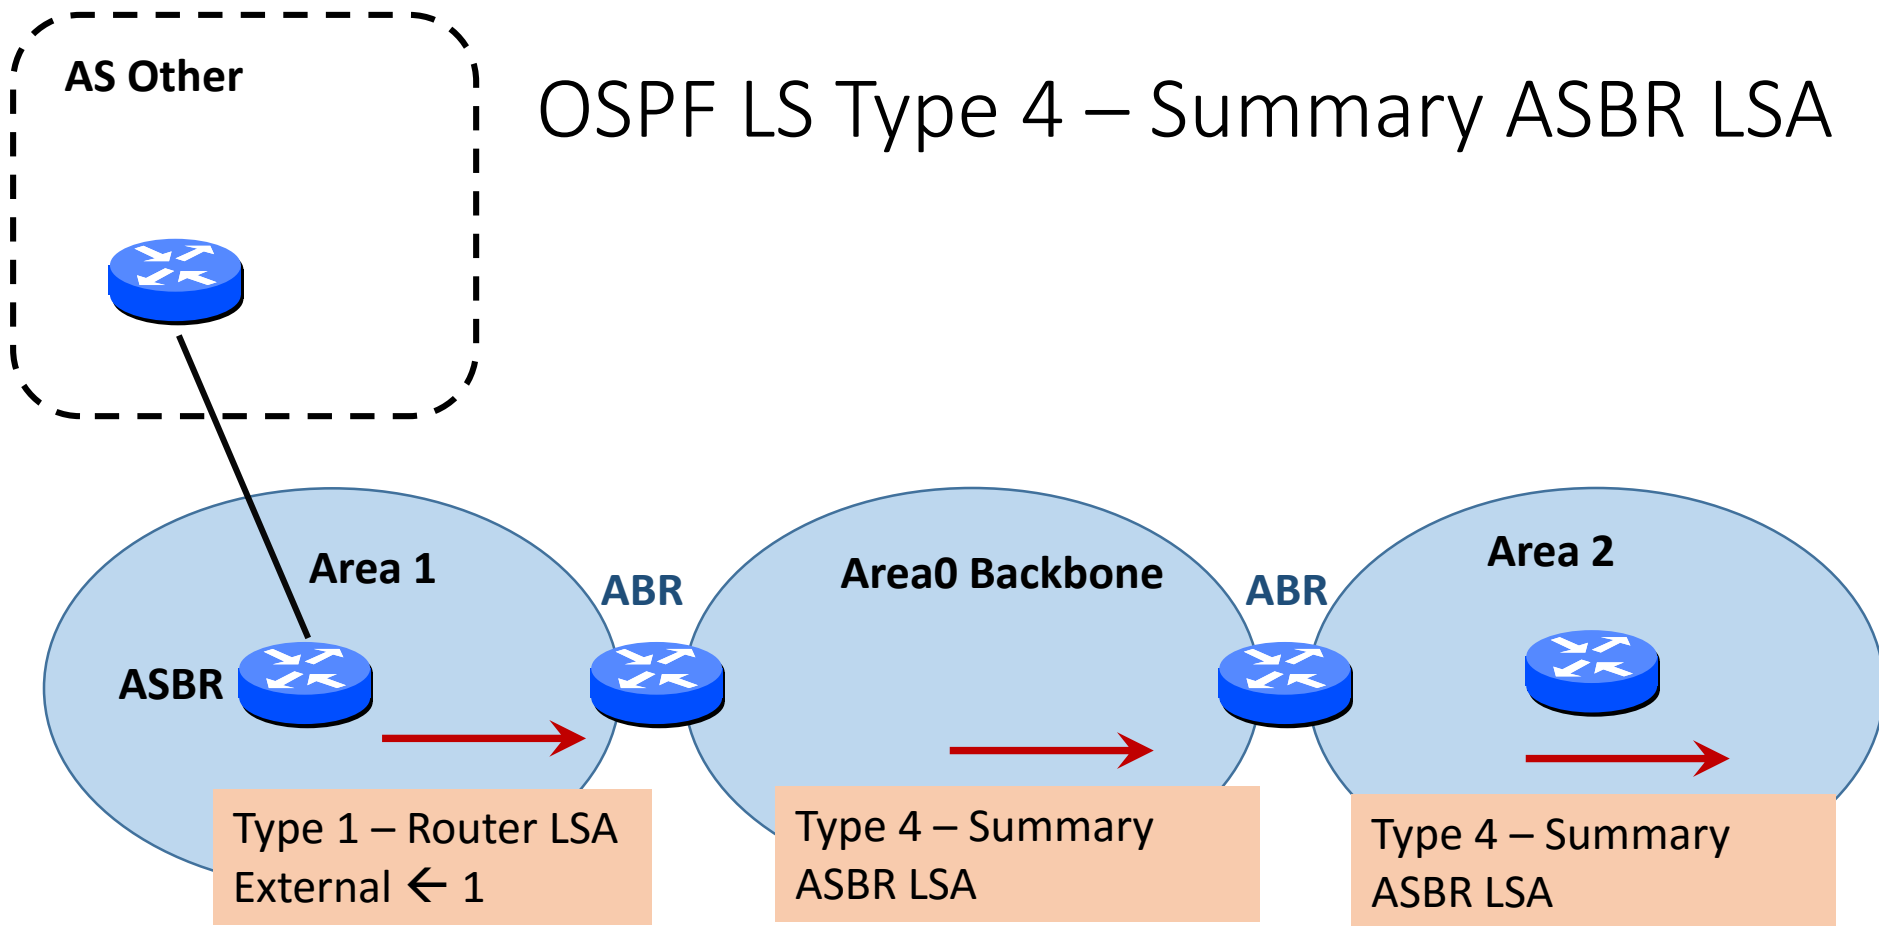 AS Other
OSPF LS Type 4 – Summary ASBR LSA
Area 1
ABR
Area0 Backbone
ABR
Area 2
ASBR
Type 1 – Router LSA
External ← 1
Type 4 – Summary
ASBR LSA
Type 4 – Summary
ASBR LSA